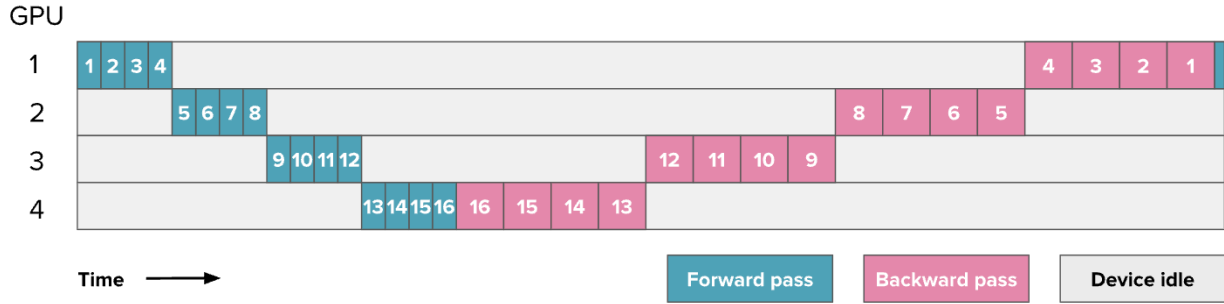 GPU
1 1 2 3 4 4 3 2 1
2 5 6 7 8 8 7 6 5
3 9 10 11 12 12 11 10 9
4 13 14 15 16 16 15 14 13
Time Forward pass Backward pass Device idle